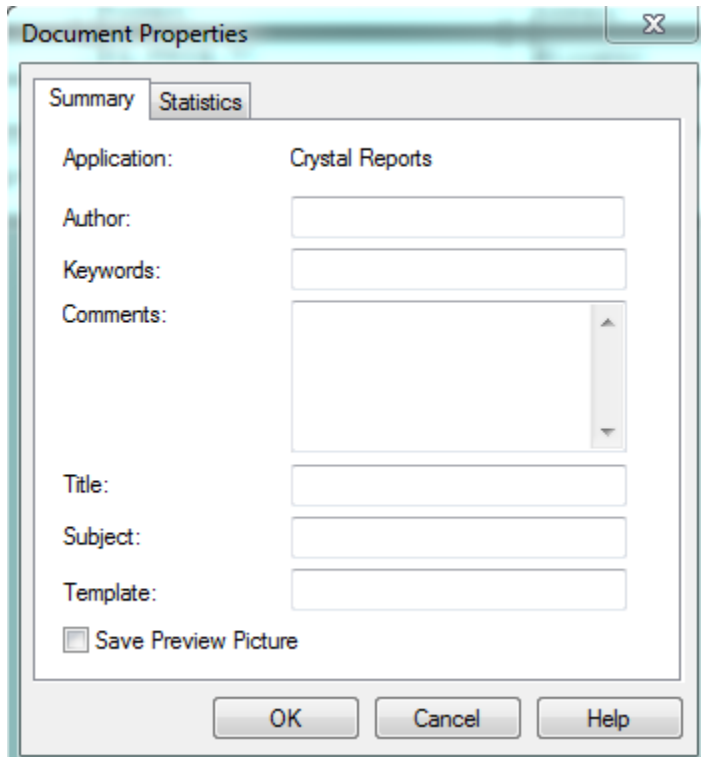 Document Properties
Summary Statistics
Application: Crystal Reports
Author:
Keywords:
Comments:
Title:
Subject:
Template:
Save Preview Picture
OK Cancel Help